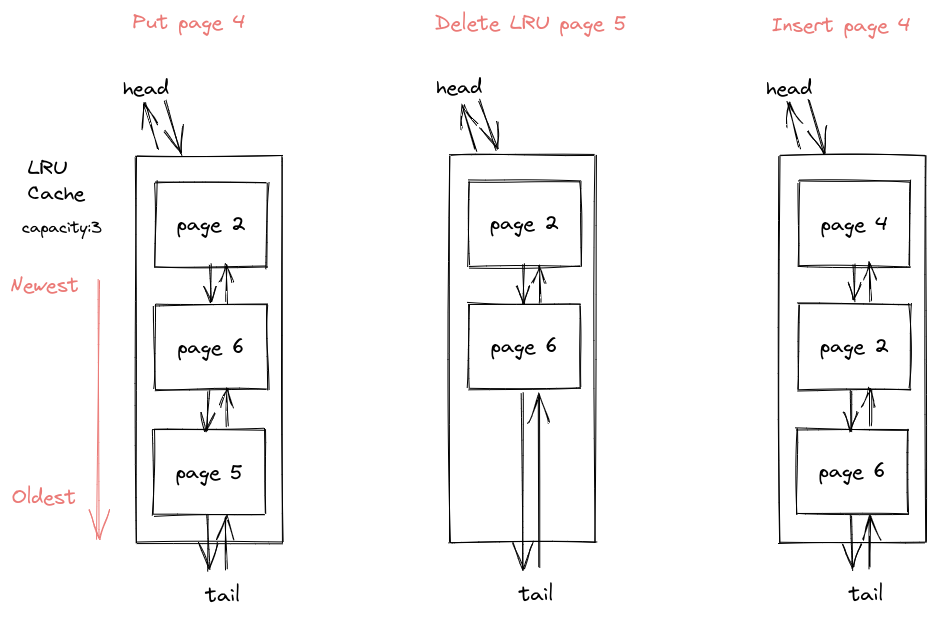 Put page 4
Delete LRU page 5
Insert page 4
head
head
head
LRU
Cache
capacity:3
Newest
Oldest
page 2
page 6
page 5
tail
page 2
page 6
tail
page 4
page 2
page 6
tail